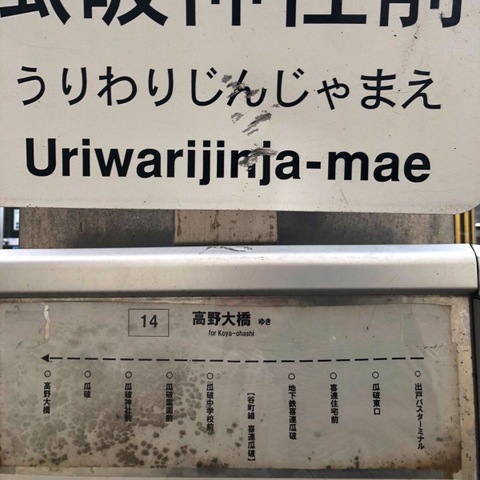 瓜破神社前
うりわりじんじゃまえ
Uriwarijinja-mae
14
高野大橋 ゆき
for Koya-ohashi
出戸バスターミナル
瓜破東口
喜連住宅前
地下鉄喜連瓜破
[谷町線 喜連瓜破]
瓜破中学校前
瓜破霊園前
瓜破神社前
瓜破
高野大橋